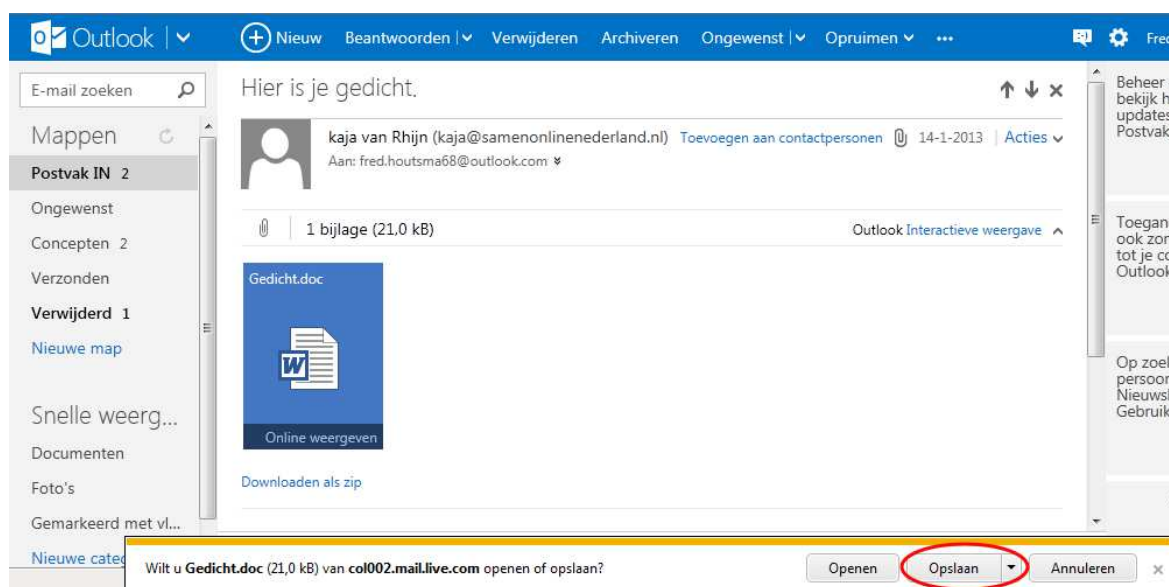 Outlook
Nieuw Beantwoorden Verwijderen Archiveren Ongewenst Opruimen ...
Fred
E-mail zoeken
Mappen
Postvak IN 2
Ongewenst
Concepten 2
Verzonden
Verwijderd 1
Nieuwe map
Snelle weerg...
Documenten
Foto's
Gemarkeerd met vl...
Nieuwe cate
Hier is je gedicht.
kaja van Rhijn (kaja@samenonlinenederland.nl) Toevoegen aan contactpersonen 14-1-2013 Acties
Aan: fred.houtsma68@outlook.com
1 bijlage (21,0 kB) Outlook Interactieve weergave
Gedicht.doc
W
Online weergeven
Downloaden als zip
Beheer
bekijk h
updates
Postvak
Toegan
ook zor
tot je co
Outlook
Op zoe
persoor
Nieuws
Gebruik
Wilt u Gedicht.doc (21,0 kB) van col002.mail.live.com openen of opslaan? Openen Opslaan Annuleren